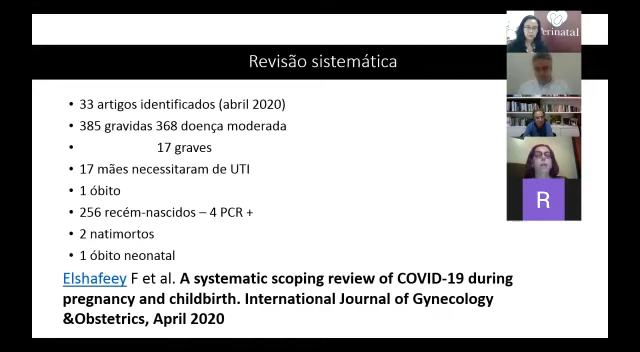 Revisão sistemática
• 33 artigos identificados (abril 2020)
• 385 gravidas 368 doença moderada
• 17 graves
• 17 mães necessitaram de UTI
• 1 óbito
• 256 recém-nascidos – 4 PCR +
• 2 natimortos
• 1 óbito neonatal
Elshafeey F et al. A systematic scoping review of COVID-19 during
pregnancy and childbirth. International Journal of Gynecology
&Obstetrics, April 2020
erinatal
R